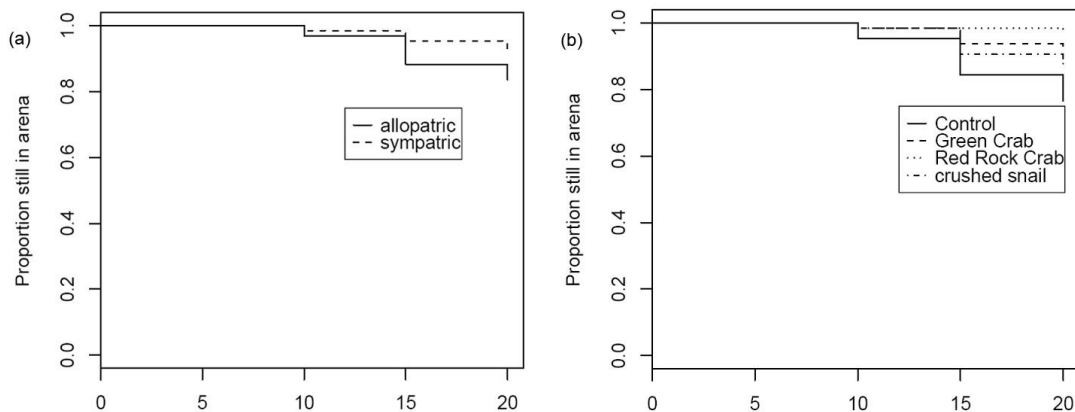 (a)
Proportion still in arena
1.0
0.8
0.6
0.4
0.2
0.0
allopatric
sympatric
0 5 10 15 20
(b)
Proportion still in arena
1.0
0.8
0.6
0.4
0.2
0.0
Control
Green Crab
Red Rock Crab
crushed snail
0 5 10 15 20